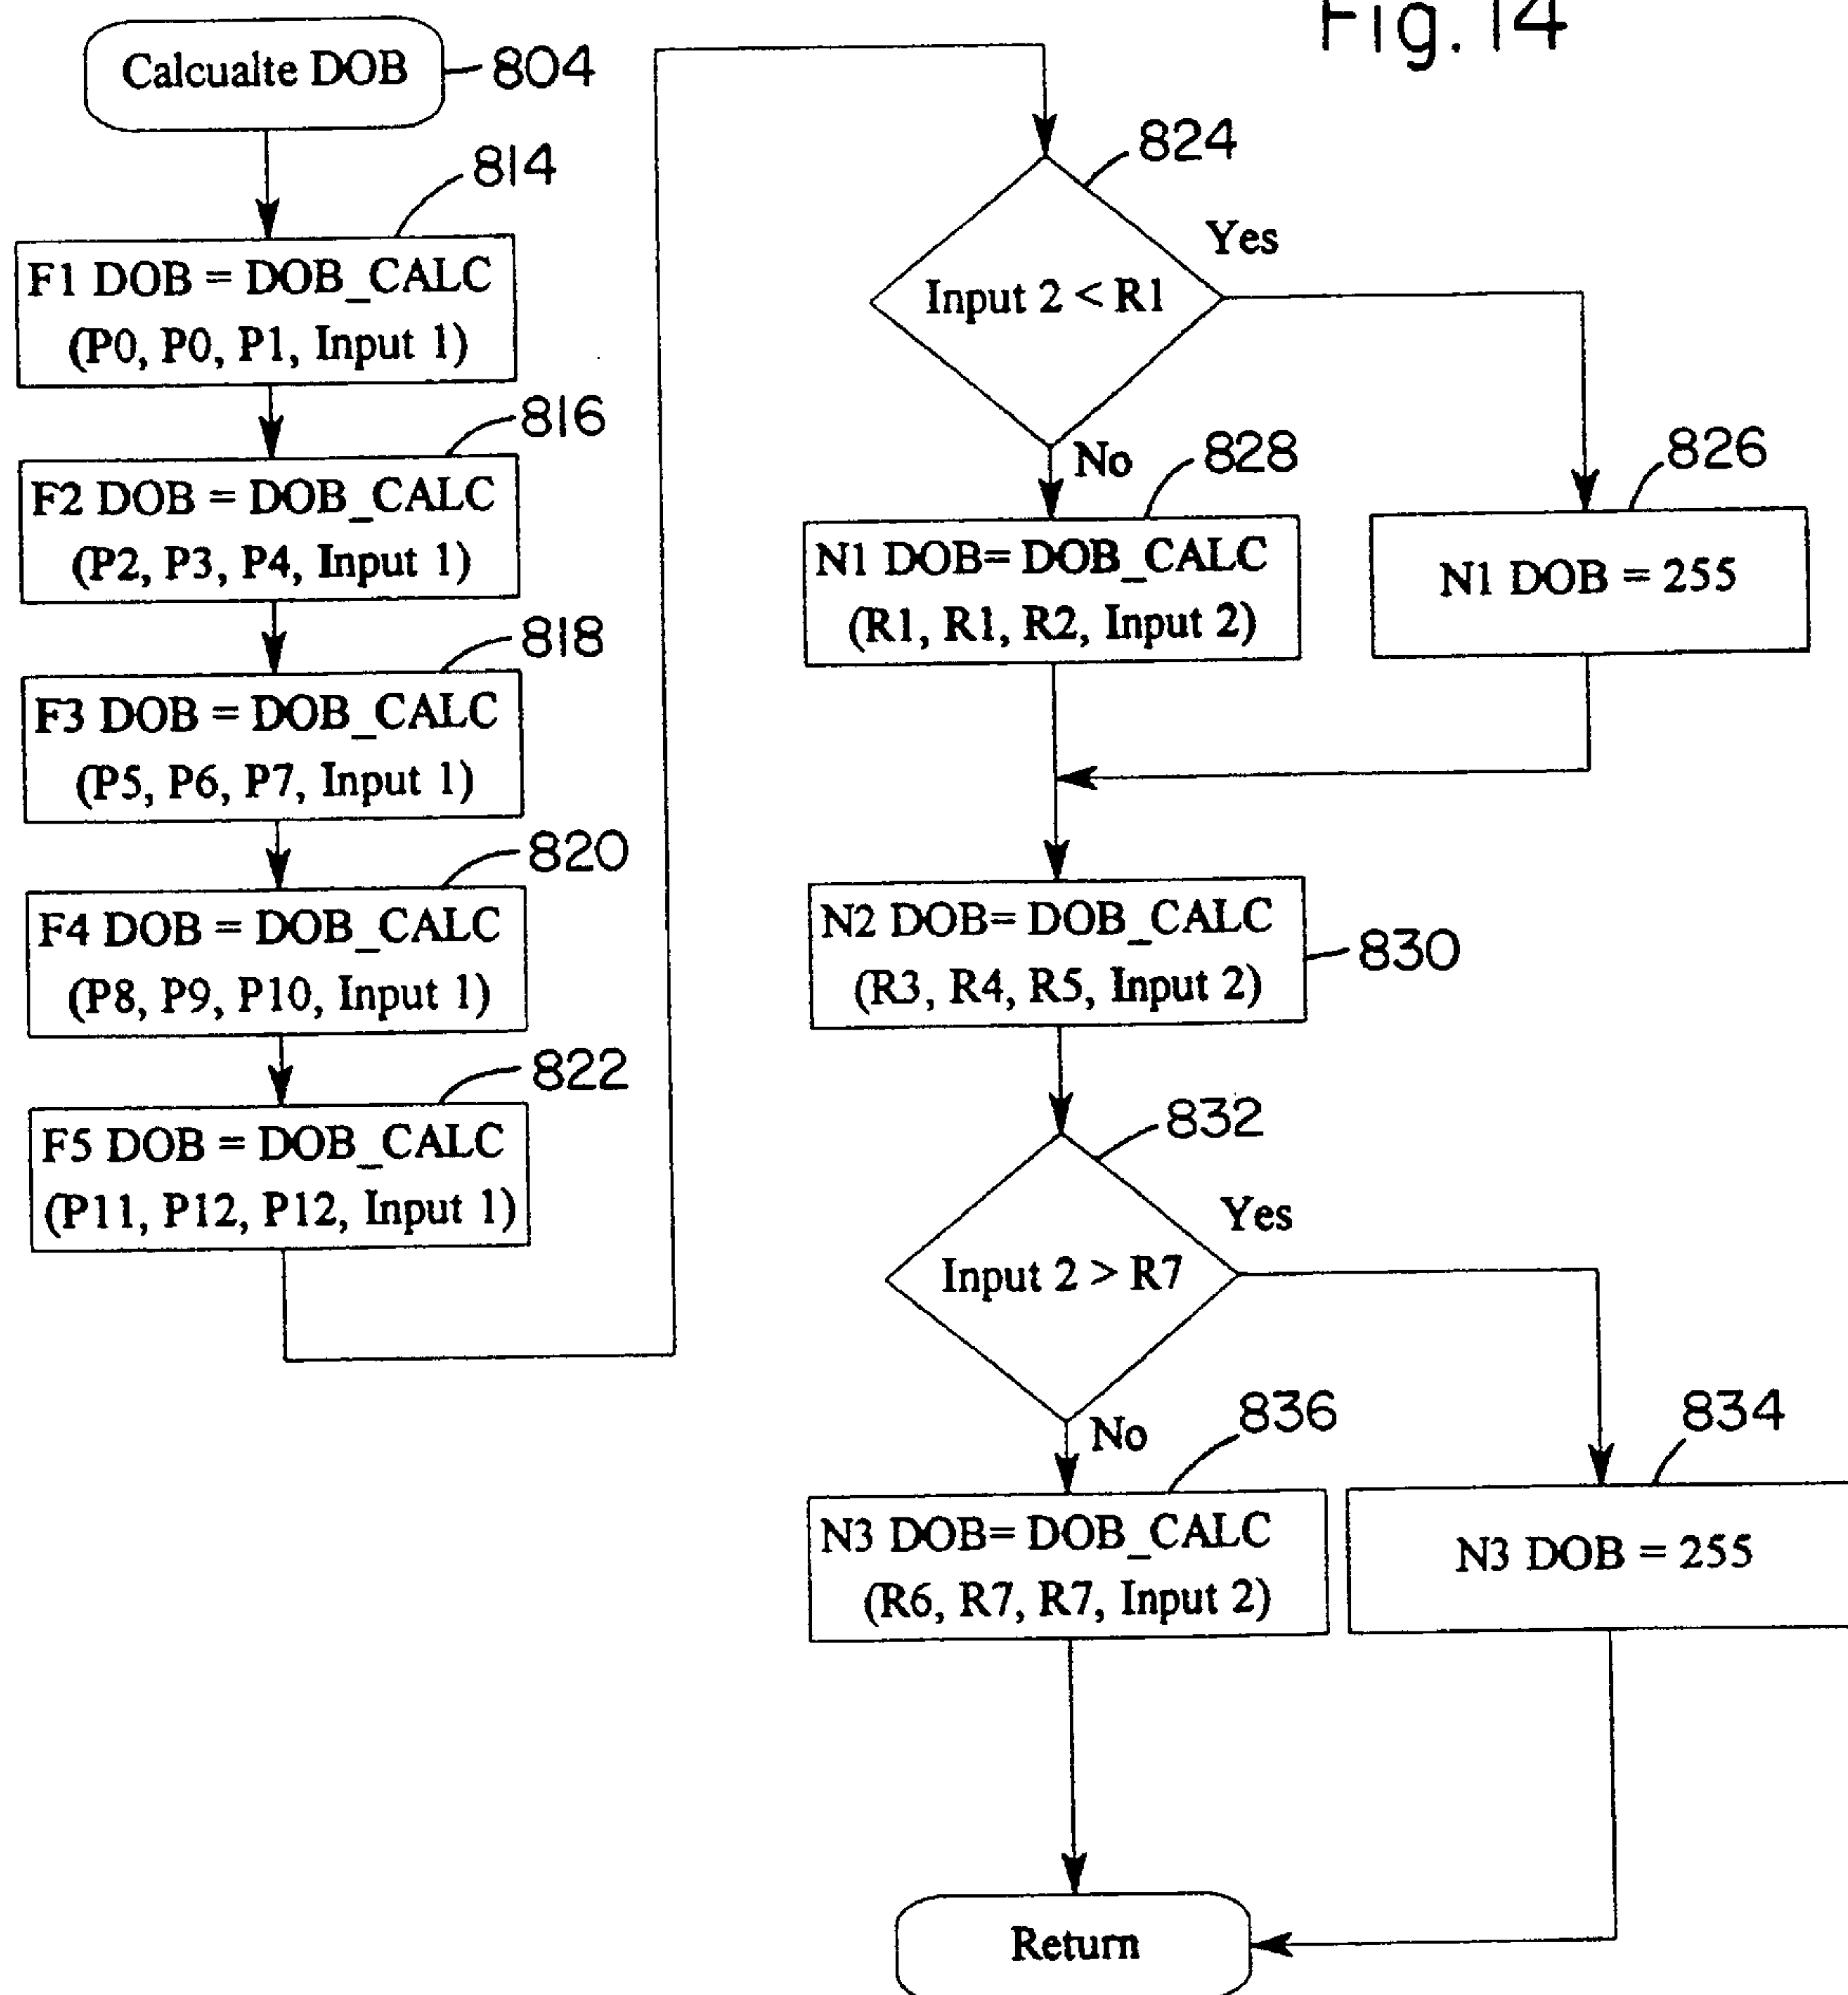 Fig. 14
Calcualte DOB
804
814
F1 DOB = DOB_CALC
(P0, P0, P1, Input 1)
816
F2 DOB = DOB_CALC
(P2, P3, P4, Input 1)
818
F3 DOB = DOB_CALC
(P5, P6, P7, Input 1)
820
F4 DOB = DOB_CALC
(P8, P9, P10, Input 1)
822
F5 DOB = DOB_CALC
(P11, P12, P12, Input 1)
824
Input 2 < R1
Yes
No
828
N1 DOB= DOB_CALC
(R1, R1, R2, Input 2)
826
N1 DOB = 255
N2 DOB= DOB_CALC
(R3, R4, R5, Input 2)
830
832
Input 2 > R7
Yes
No
836
N3 DOB= DOB_CALC
(R6, R7, R7, Input 2)
834
N3 DOB = 255
Return